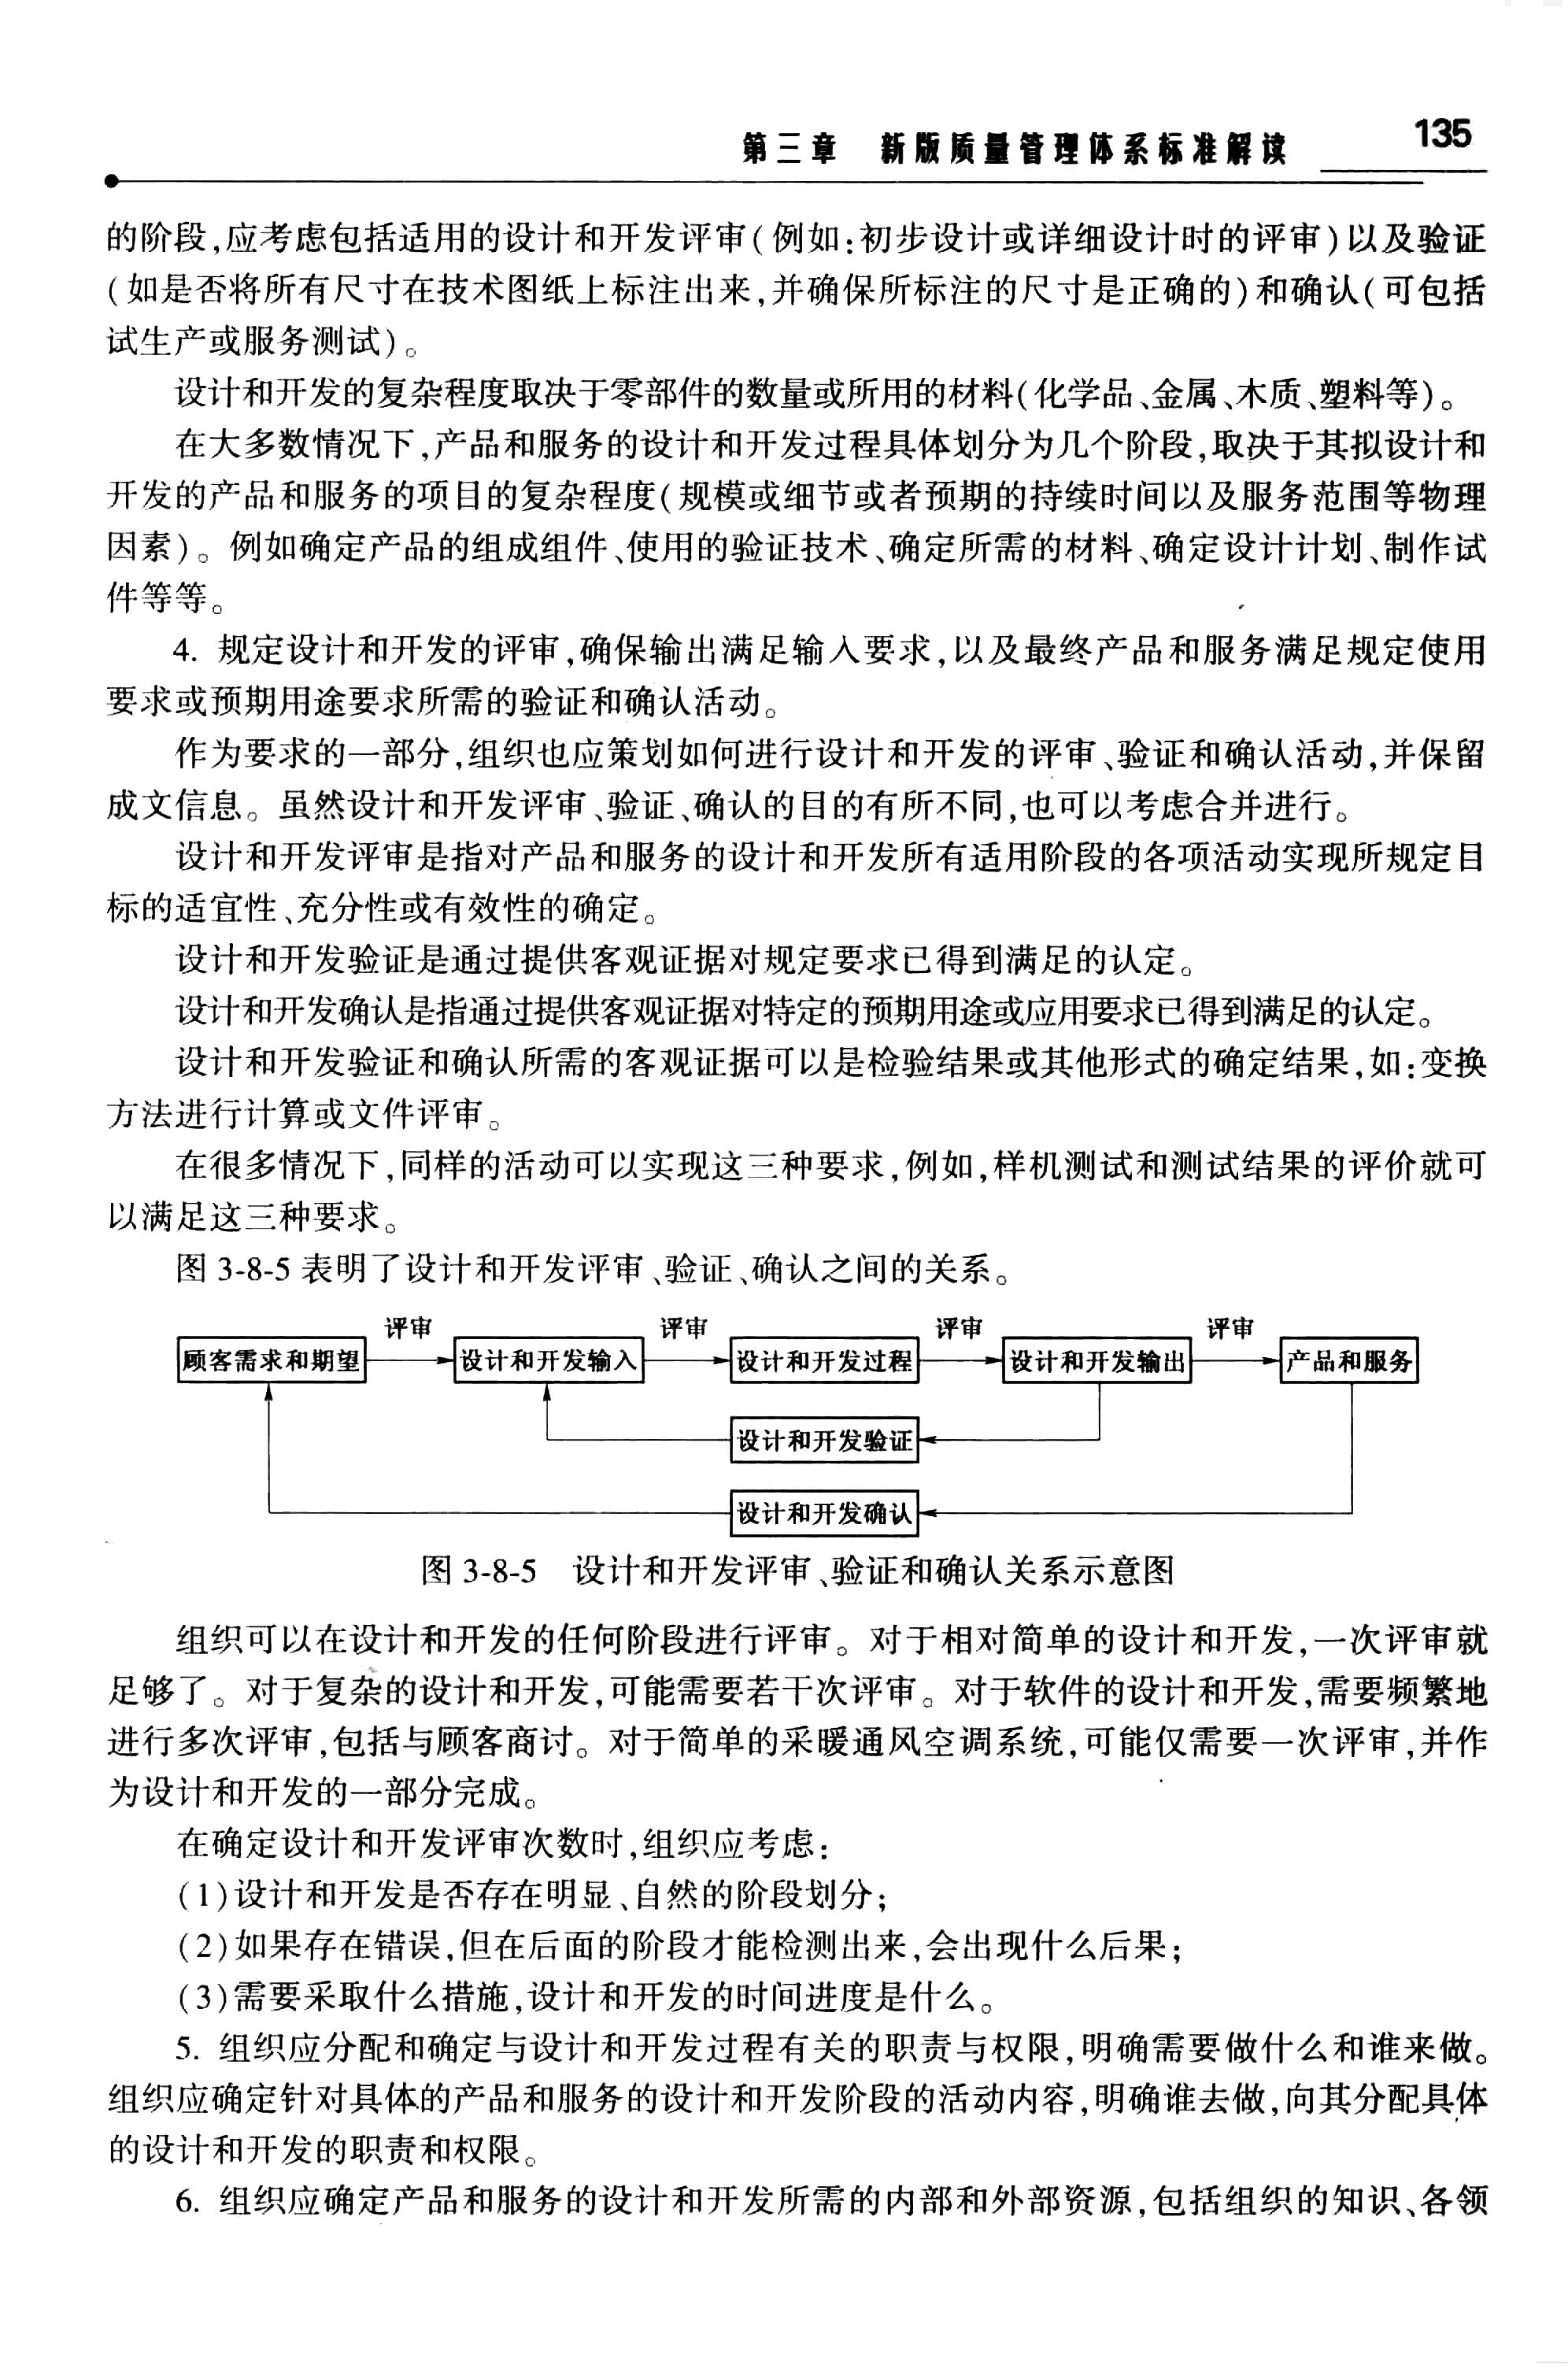 第三章 新版质量管理体系标准解读 135
的阶段,应考虑包括适用的设计和开发评审(例如:初步设计或详细设计时的评审)以及验证
(如是否将所有尺寸在技术图纸上标注出来,并确保所标注的尺寸是正确的)和确认(可包括
试生产或服务测试)。
设计和开发的复杂程度取决于零部件的数量或所用的材料(化学品、金属、木质、塑料等)。
在大多数情况下,产品和服务的设计和开发过程具体划分为几个阶段,取决于其拟设计和
开发的产品和服务的项目的复杂程度(规模或细节或者预期的持续时间以及服务范围等物理
因素)。例如确定产品的组成组件、使用的验证技术、确定所需的材料、确定设计计划、制作试
件等等。
4. 规定设计和开发的评审,确保输出满足输入要求,以及最终产品和服务满足规定使用
要求或预期用途要求所需的验证和确认活动。
作为要求的一部分,组织也应策划如何进行设计和开发的评审、验证和确认活动,并保留
成文信息。虽然设计和开发评审、验证、确认的目的有所不同,也可以考虑合并进行。
设计和开发评审是指对产品和服务的设计和开发所有适用阶段的各项活动实现所规定目
标的适宜性、充分性或有效性的确定。
设计和开发验证是通过提供客观证据对规定要求已得到满足的认定。
设计和开发确认是指通过提供客观证据对特定的预期用途或应用要求已得到满足的认定。
设计和开发验证和确认所需的客观证据可以是检验结果或其他形式的确定结果,如:变换
方法进行计算或文件评审。
在很多情况下,同样的活动可以实现这三种要求,例如,样机测试和测试结果的评价就可
以满足这三种要求。
图 3-8-5 表明了设计和开发评审、验证、确认之间的关系。
评审 评审 评审 评审
顾客需求和期望 设计和开发输入 设计和开发过程 设计和开发输出 产品和服务
设计和开发验证
设计和开发确认
图 3-8-5 设计和开发评审、验证和确认关系示意图
组织可以在设计和开发的任何阶段进行评审。对于相对简单的设计和开发,一次评审就
足够了。对于复杂的设计和开发,可能需要若干次评审。对于软件的设计和开发,需要频繁地
进行多次评审,包括与顾客商讨。对于简单的采暖通风空调系统,可能仅需要一次评审,并作
为设计和开发的一部分完成。
在确定设计和开发评审次数时,组织应考虑:
(1)设计和开发是否存在明显、自然的阶段划分;
(2)如果存在错误,但在后面的阶段才能检测出来,会出现什么后果;
(3)需要采取什么措施,设计和开发的时间进度是什么。
5. 组织应分配和确定与设计和开发过程有关的职责与权限,明确需要做什么和谁来做。
组织应确定针对具体的产品和服务的设计和开发阶段的活动内容,明确谁去做,向其分配具体
的设计和开发的职责和权限。
6. 组织应确定产品和服务的设计和开发所需的内部和外部资源,包括组织的知识、各领